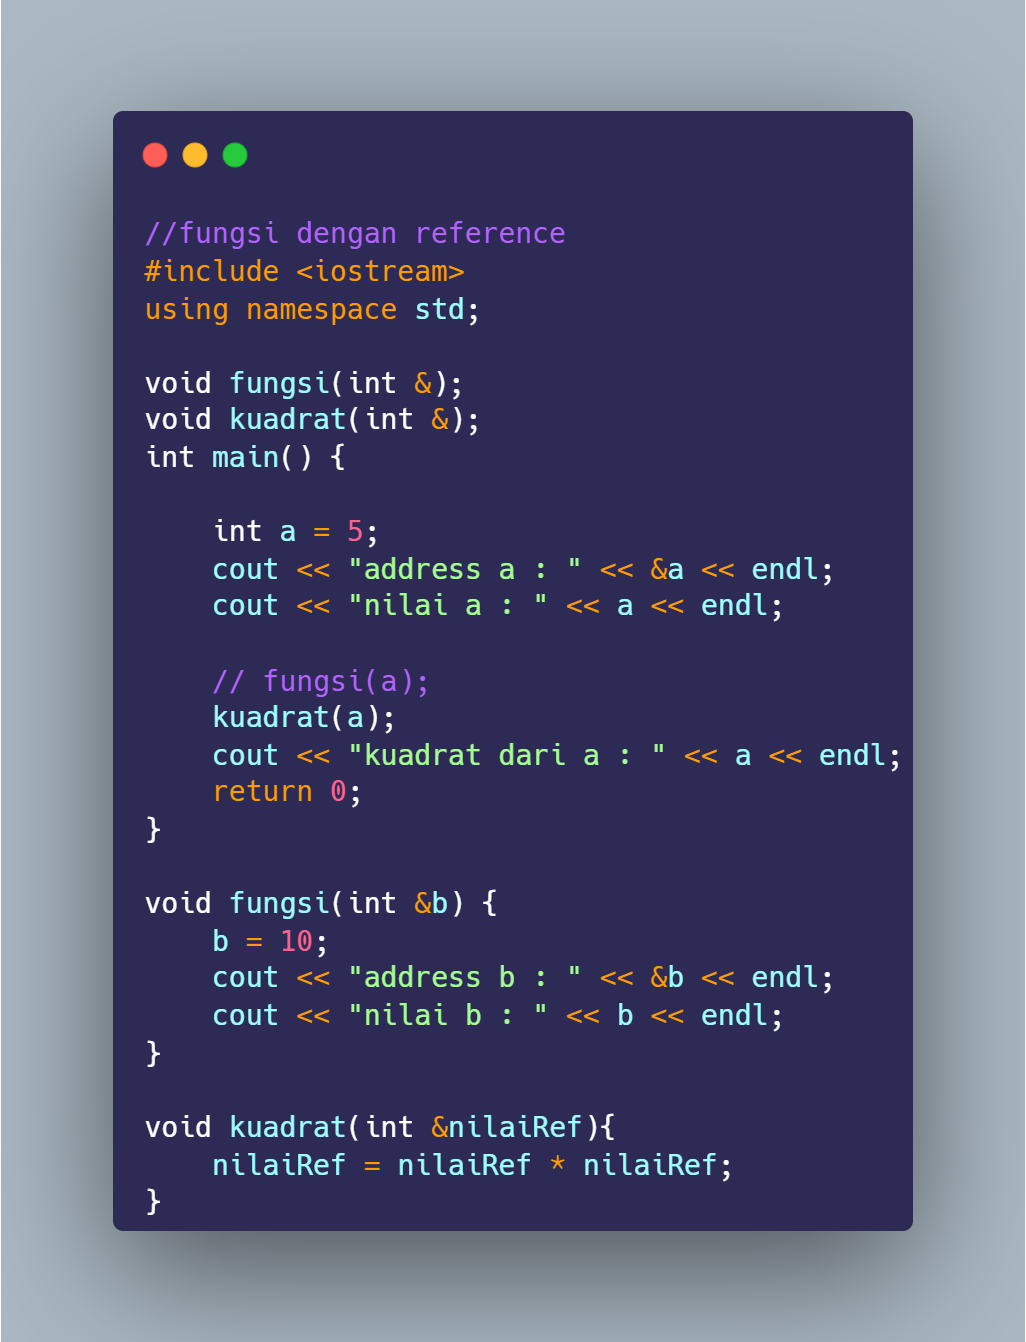 //fungsi dengan reference
#include <iostream>
using namespace std;
void fungsi(int &);
void kuadrat(int &);
int main() {
    int a = 5;
    cout << "address a : " << &a << endl;
    cout << "nilai a : " << a << endl;
    // fungsi(a);
    kuadrat(a);
    cout << "kuadrat dari a : " << a << endl;
    return 0;
}
void fungsi(int &b) {
    b = 10;
    cout << "address b : " << &b << endl;
    cout << "nilai b : " << b << endl;
}
void kuadrat(int &nilaiRef){
    nilaiRef = nilaiRef * nilaiRef;
}